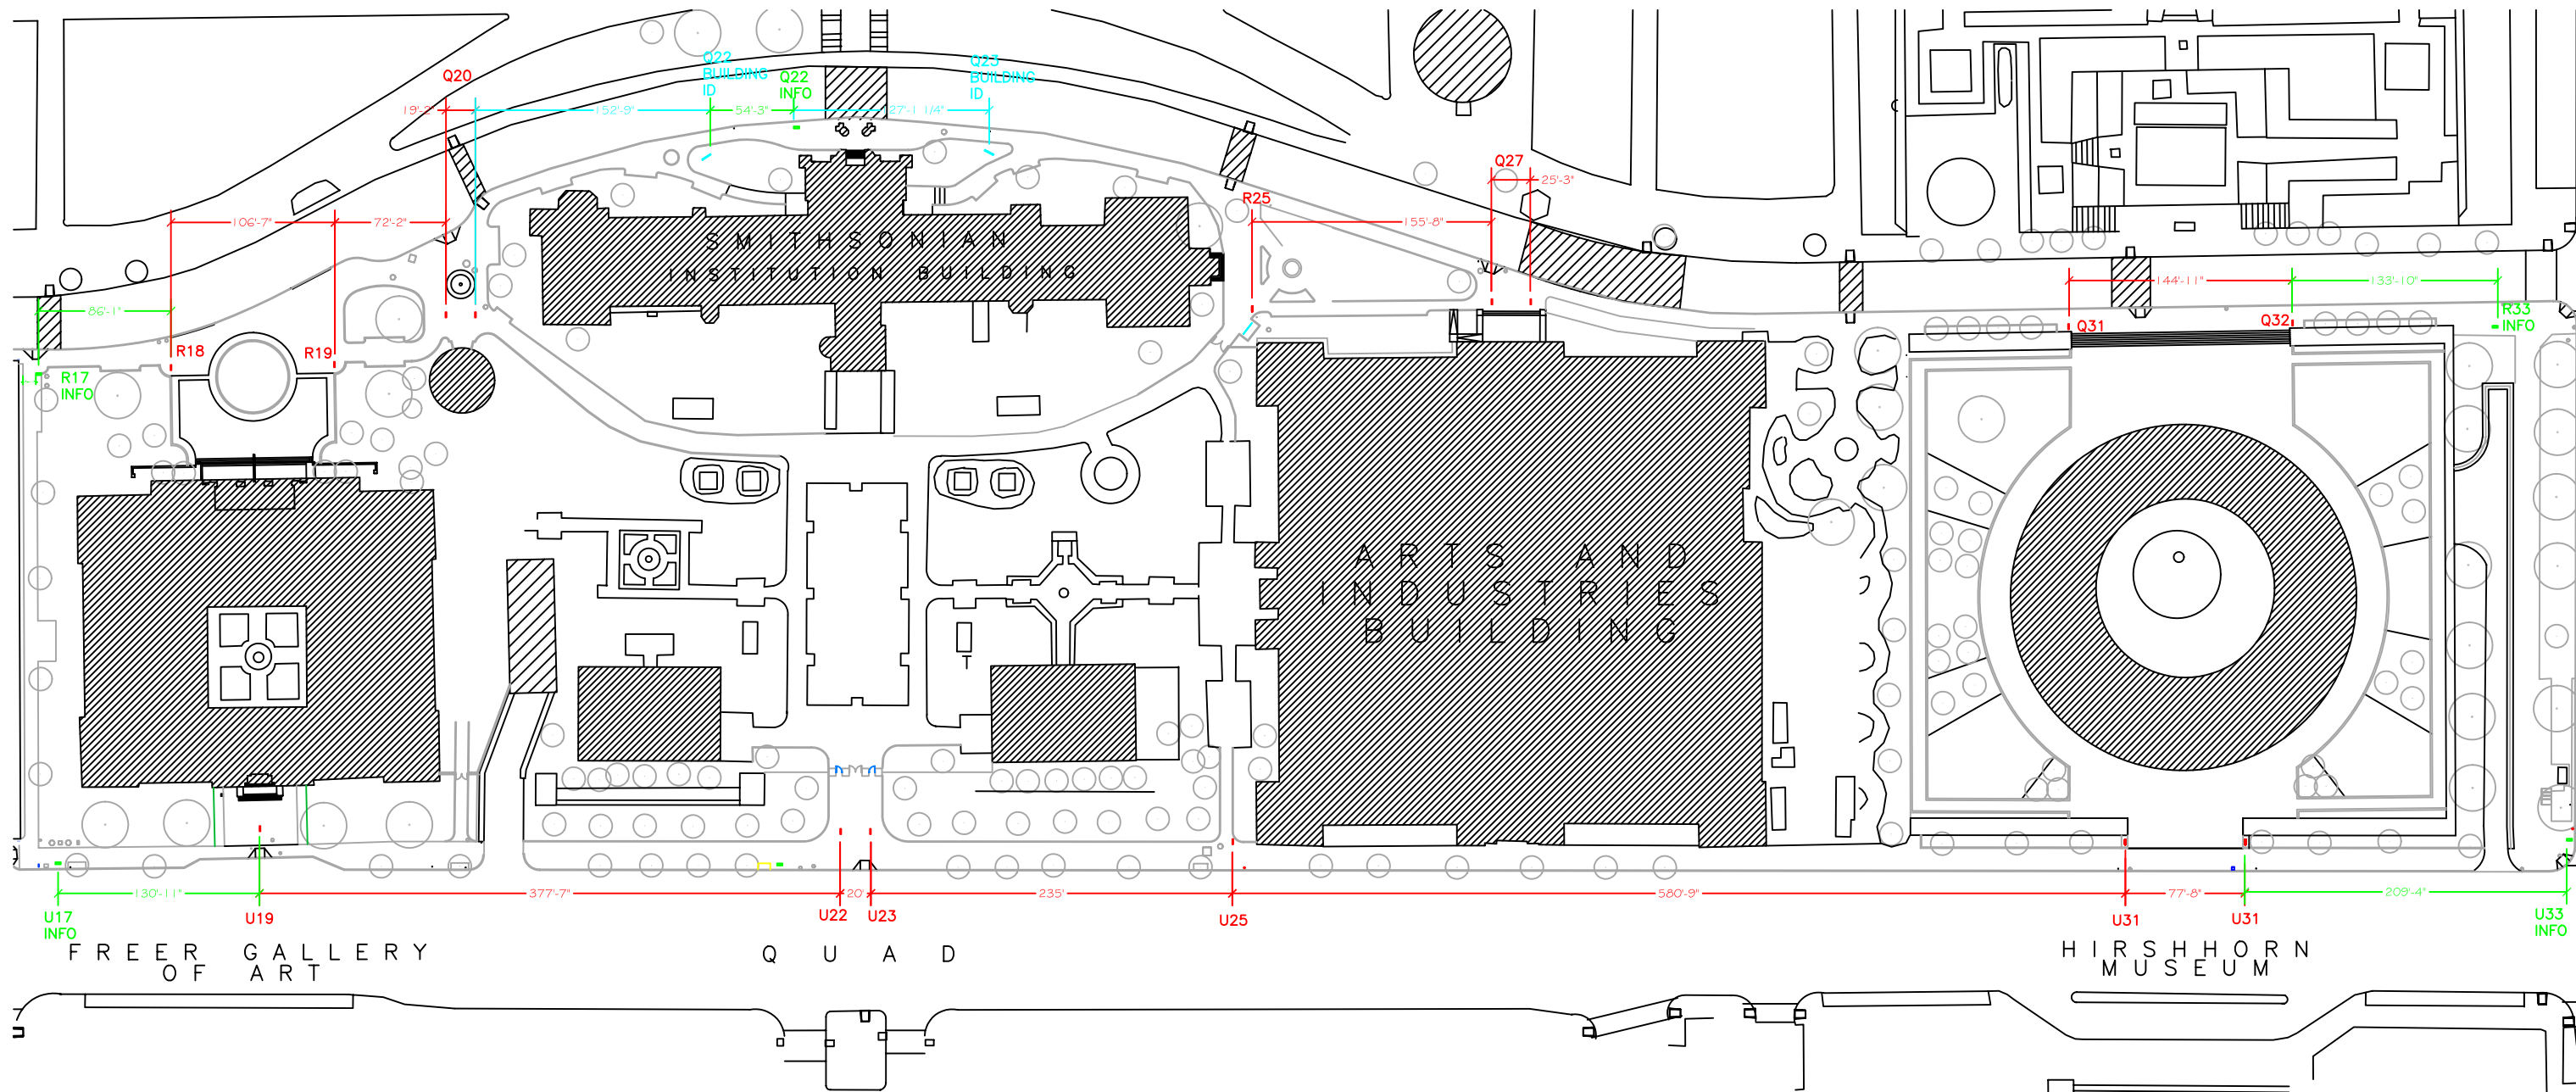 Q22
BUILDING
ID
Q23
BUILDING
ID
Q20
Q22
INFO
19'-2"
152'-9"
54'-3"
127'-1 1/4"
Q27
25'-3"
R25
106'-7"
72'-2"
155'-8"
SMITHSONIAN
INSTITUTION BUILDING
144'-11"
133'-10"
86'-1"
R33
INFO
Q31
Q32
R18
R19
R17
INFO
ARTS AND
INDUSTRIES
BUILDING
130'-11"
377'-7"
20'
235'
580'-9"
77'-8"
209'-4"
U17
INFO
U19
U22
U23
U25
U31
U31
U33
INFO
FREER GALLERY
OF ART
QUAD
HIRSHHORN
MUSEUM